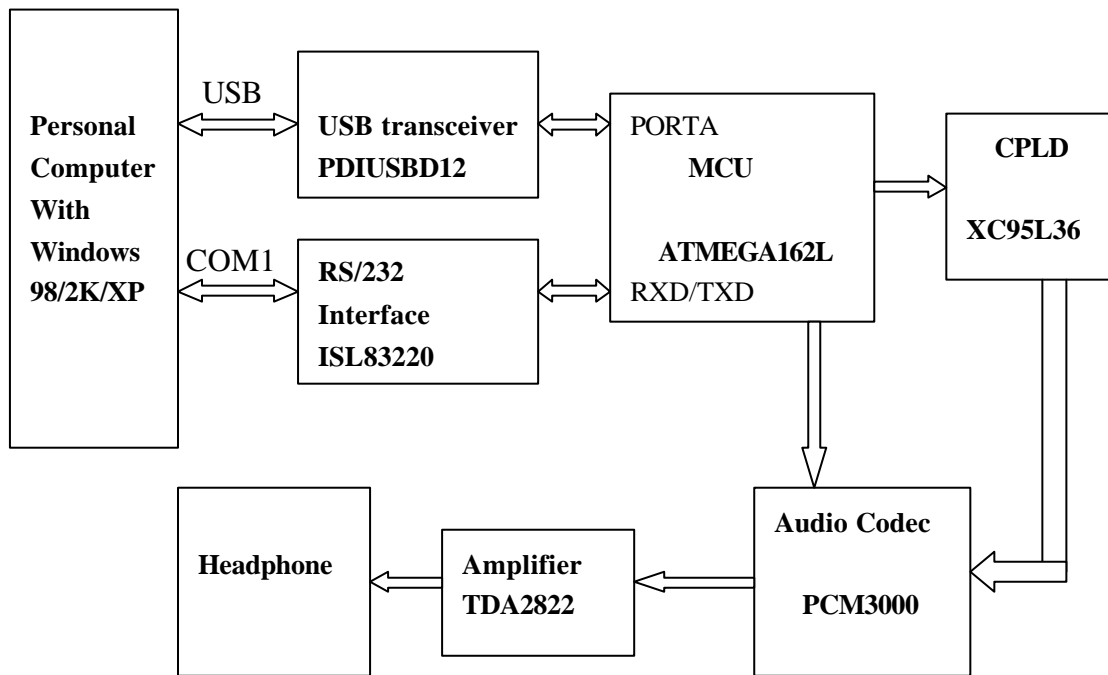 Personal
Computer
With
Windows
98/2K/XP
USB
COM1
USB transceiver
PDIUSBD12
RS/232
Interface
ISL83220
PORTA
MCU
ATMEGA162L
RXD/TXD
CPLD
XC95L36
Headphone
Amplifier
TDA2822
Audio Codec
PCM3000